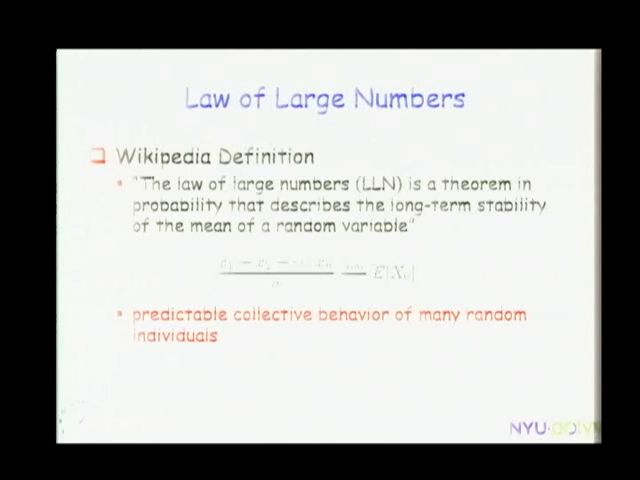 Law of Large Numbers
Wikipedia Definition
"The law of large numbers (LLN) is a theorem in
probability that describes the long-term stability
of the mean of a random variable"
predictable collective behavior of many random
individuals
NYU